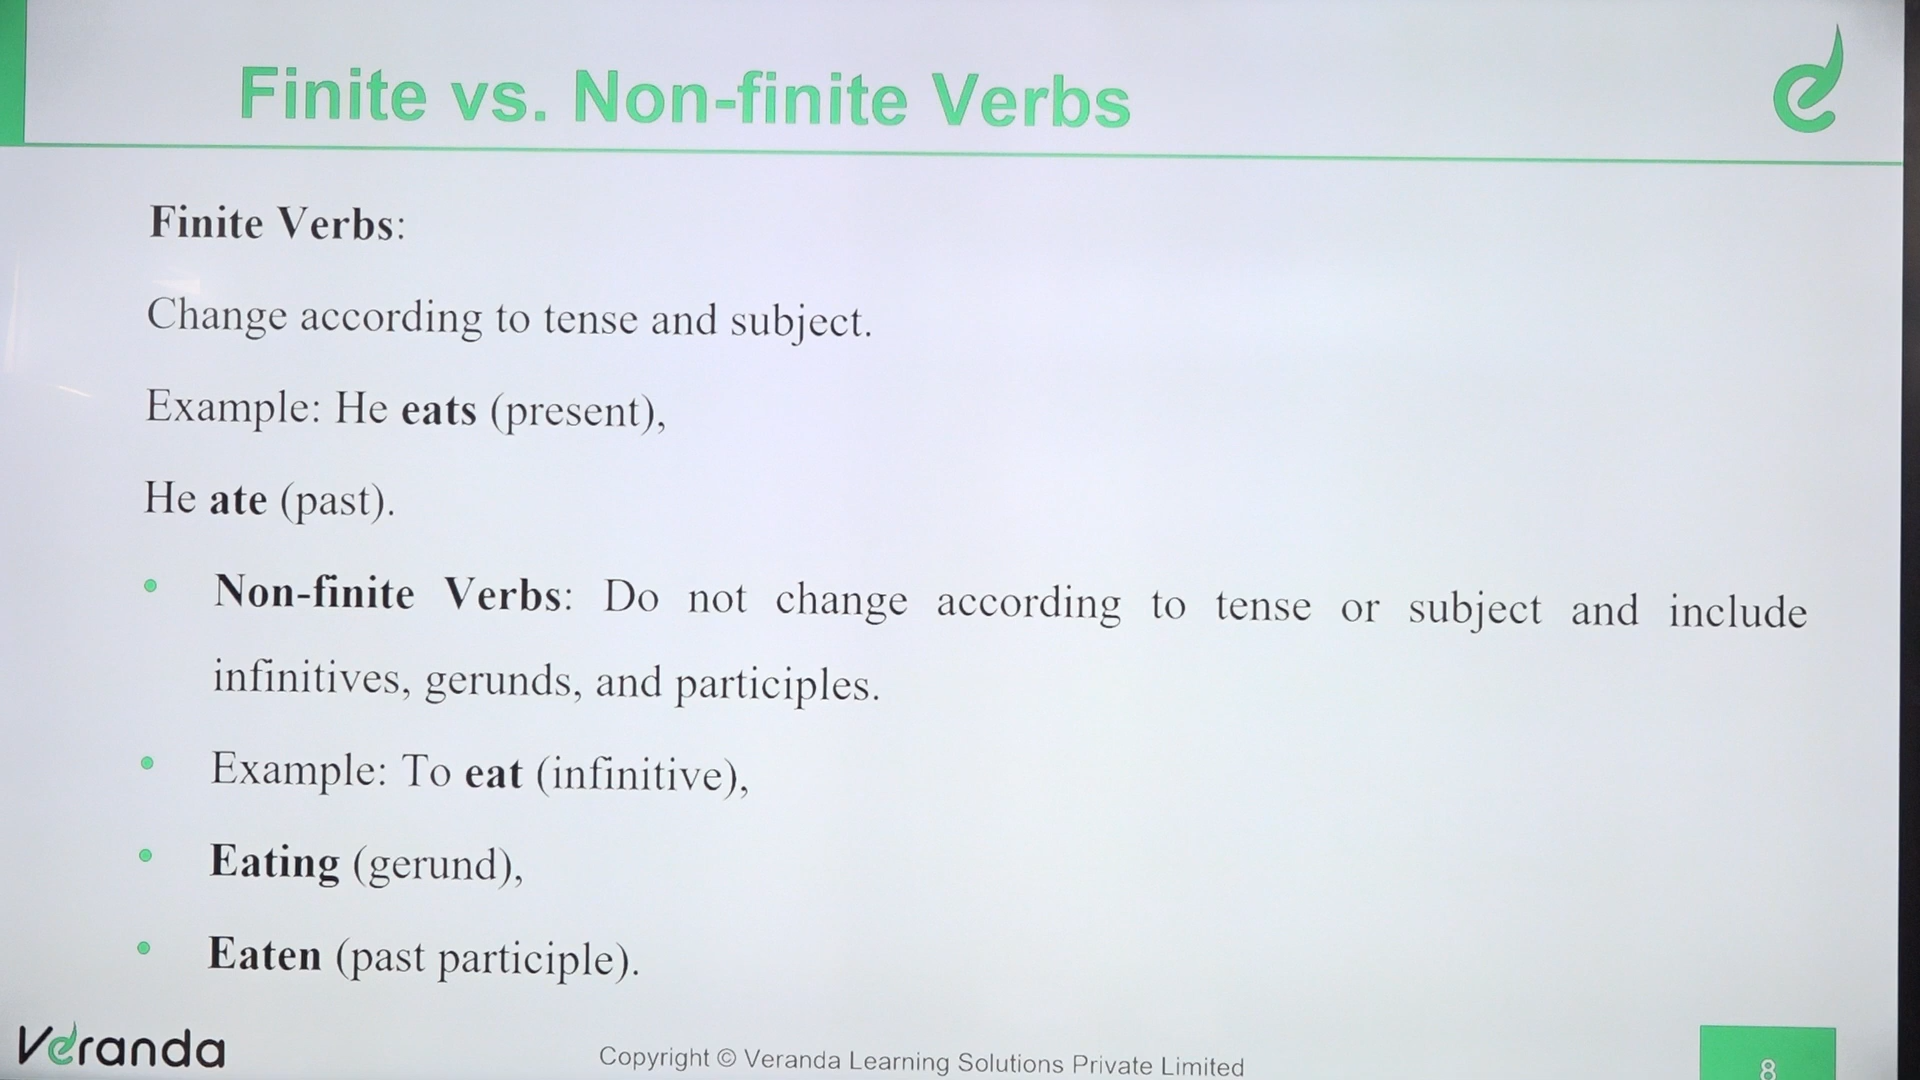 Finite vs. Non-finite Verbs
Finite Verbs:
Change according to tense and subject.
Example: He eats (present),
He ate (past).
• Non-finite Verbs: Do not change according to tense or subject and include
infinitives, gerunds, and participles.
• Example: To eat (infinitive),
• Eating (gerund),
• Eaten (past participle).
Veranda
Copyright © Veranda Learning Solutions Private Limited
8